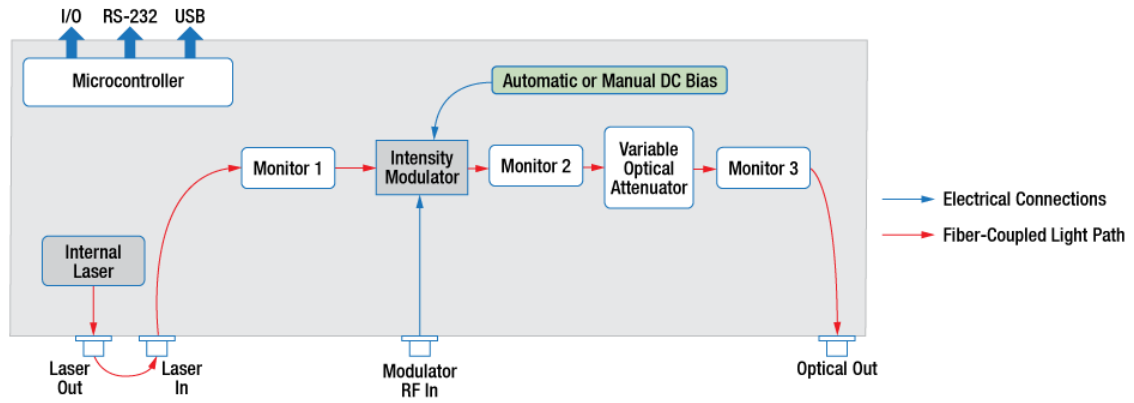 I/O RS-232 USB
Microcontroller
Automatic or Manual DC Bias
Monitor 1
Intensity
Modulator
Monitor 2
Variable
Optical
Attenuator
Monitor 3
Electrical Connections
Fiber-Coupled Light Path
Internal
Laser
Laser
Out
Laser
In
Modulator
RF In
Optical Out